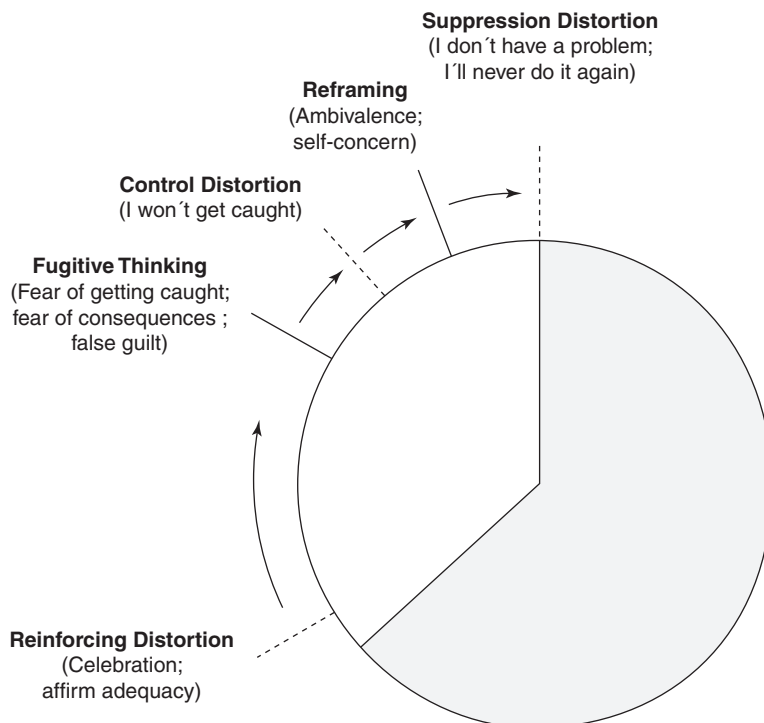 Suppression Distortion
(I don´t have a problem;
I´ll never do it again)
Reframing
(Ambivalence;
self-concern)
Control Distortion
(I won´t get caught)
Fugitive Thinking
(Fear of getting caught;
fear of consequences ;
false guilt)
Reinforcing Distortion
(Celebration;
affirm adequacy)